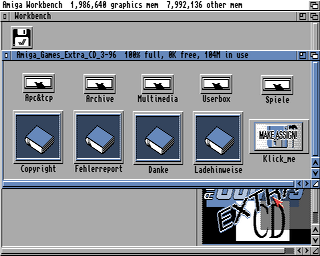 Amiga Workbench 1,986,640 graphics mem 7,992,136 other mem
Workbench
Amiga_Games_Extra_CD_3-96 100% full, 0K free, 104M in use
Apc&tcp Archive Multimedia Userbox Spiele
MAKE ASSIGN!
Copyright Fehlerreport Danke Ladehinweise Klick_me
EXTRA
CD